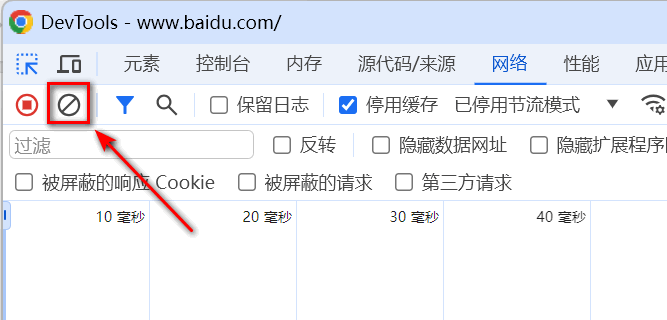 DevTools - www.baidu.com/
元素 控制台 内存 源代码/来源 网络 性能 应用
保留日志 停用缓存 已停用节流模式
过滤 反转 隐藏数据网址 隐藏扩展程序
被屏蔽的响应 Cookie 被屏蔽的请求 第三方请求
10 毫秒 20 毫秒 30 毫秒 40 毫秒